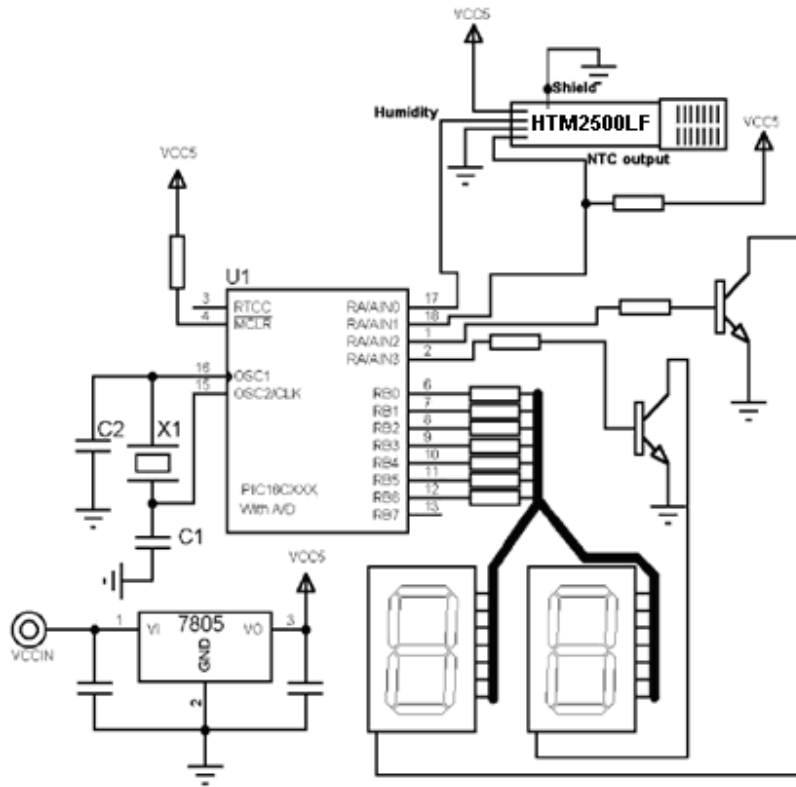 VCC5
Shield
Humidity
HTM2500LF
VCC5
NTC output
VCC5
U1
3
RTCC
4
MCLR
16
OSC1
15
OSC2/CLK
RA/AIN0
17
RA/AIN1
18
RA/AIN2
1
RA/AIN3
2
RB0
6
RB1
7
RB2
8
RB3
9
RB4
10
RB5
11
RB6
12
RB7
13
PIC16CXXX
With A/D
C2
X1
C1
VCC5
7805
1
VI
VO
3
GND
2
VCCIN